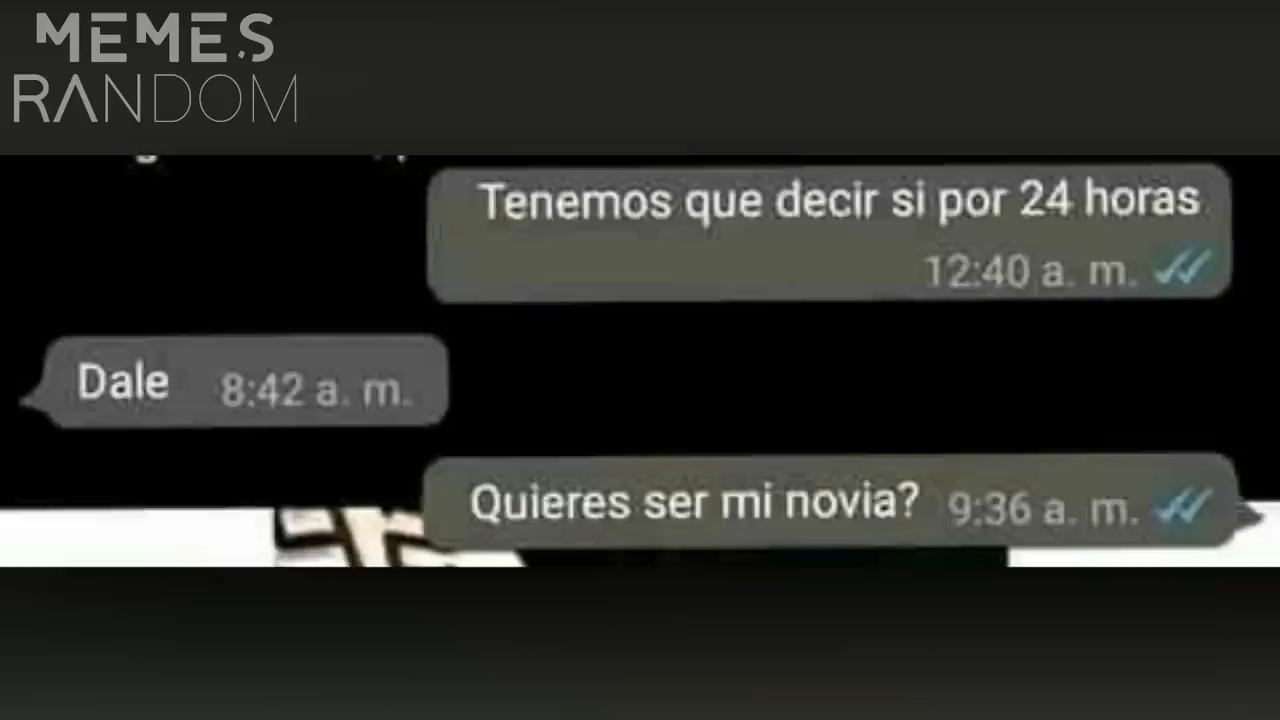 MEMES
RANDOM
Tenemos que decir si por 24 horas
12:40 a. m.
Dale 8:42 a. m.
Quieres ser mi novia? 9:36 a. m.